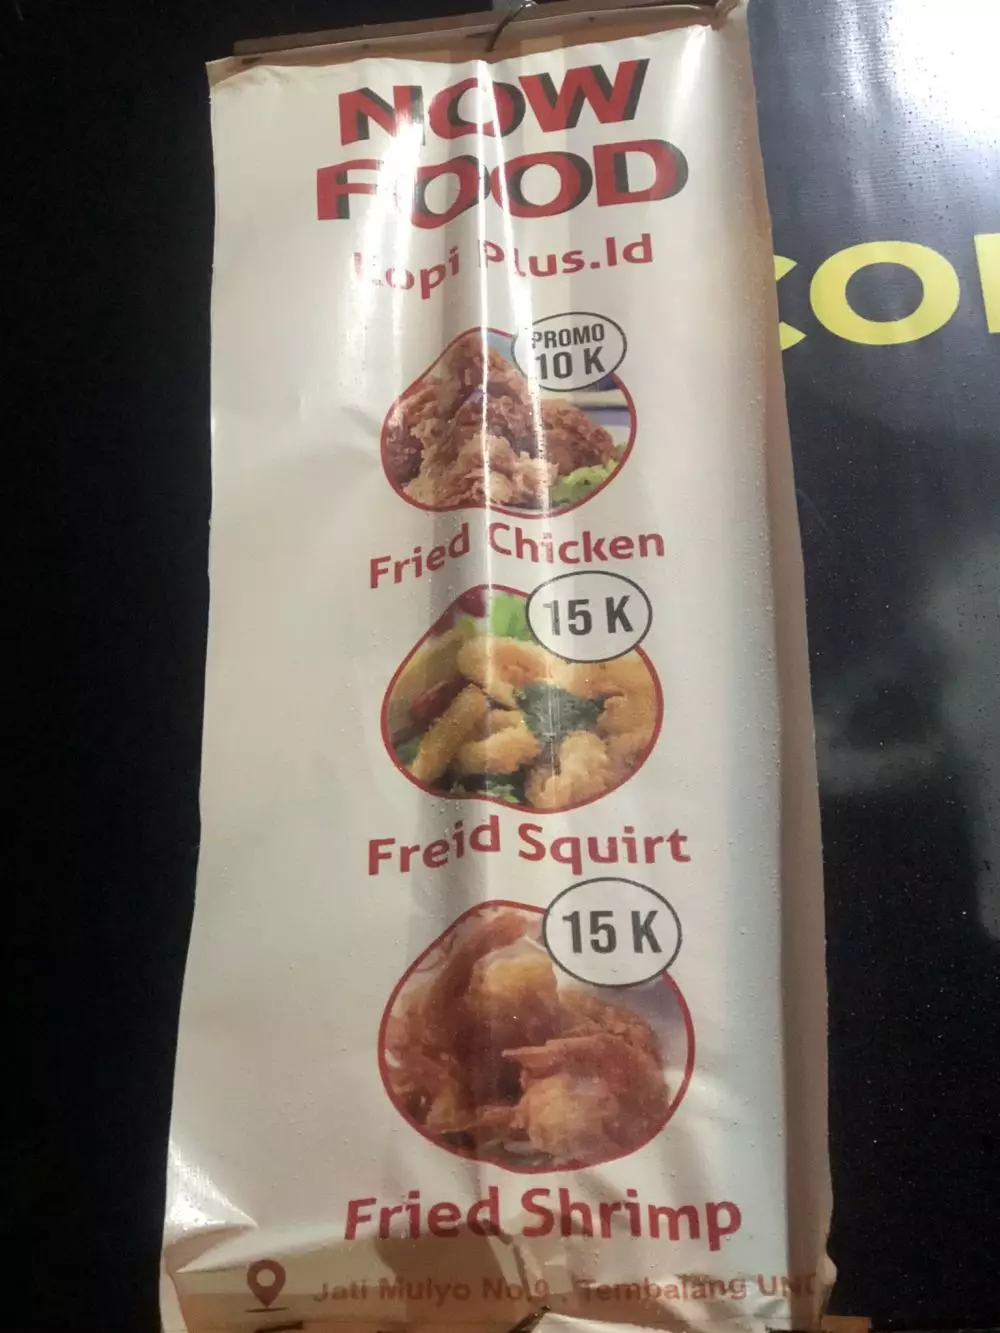 NOW
FOOD
Kopi Plus.Id
PROMO
10 K
Fried Chicken
15 K
Freid Squirt
15 K
Fried Shrimp
Jati Mulyo No.9 , Tembalang